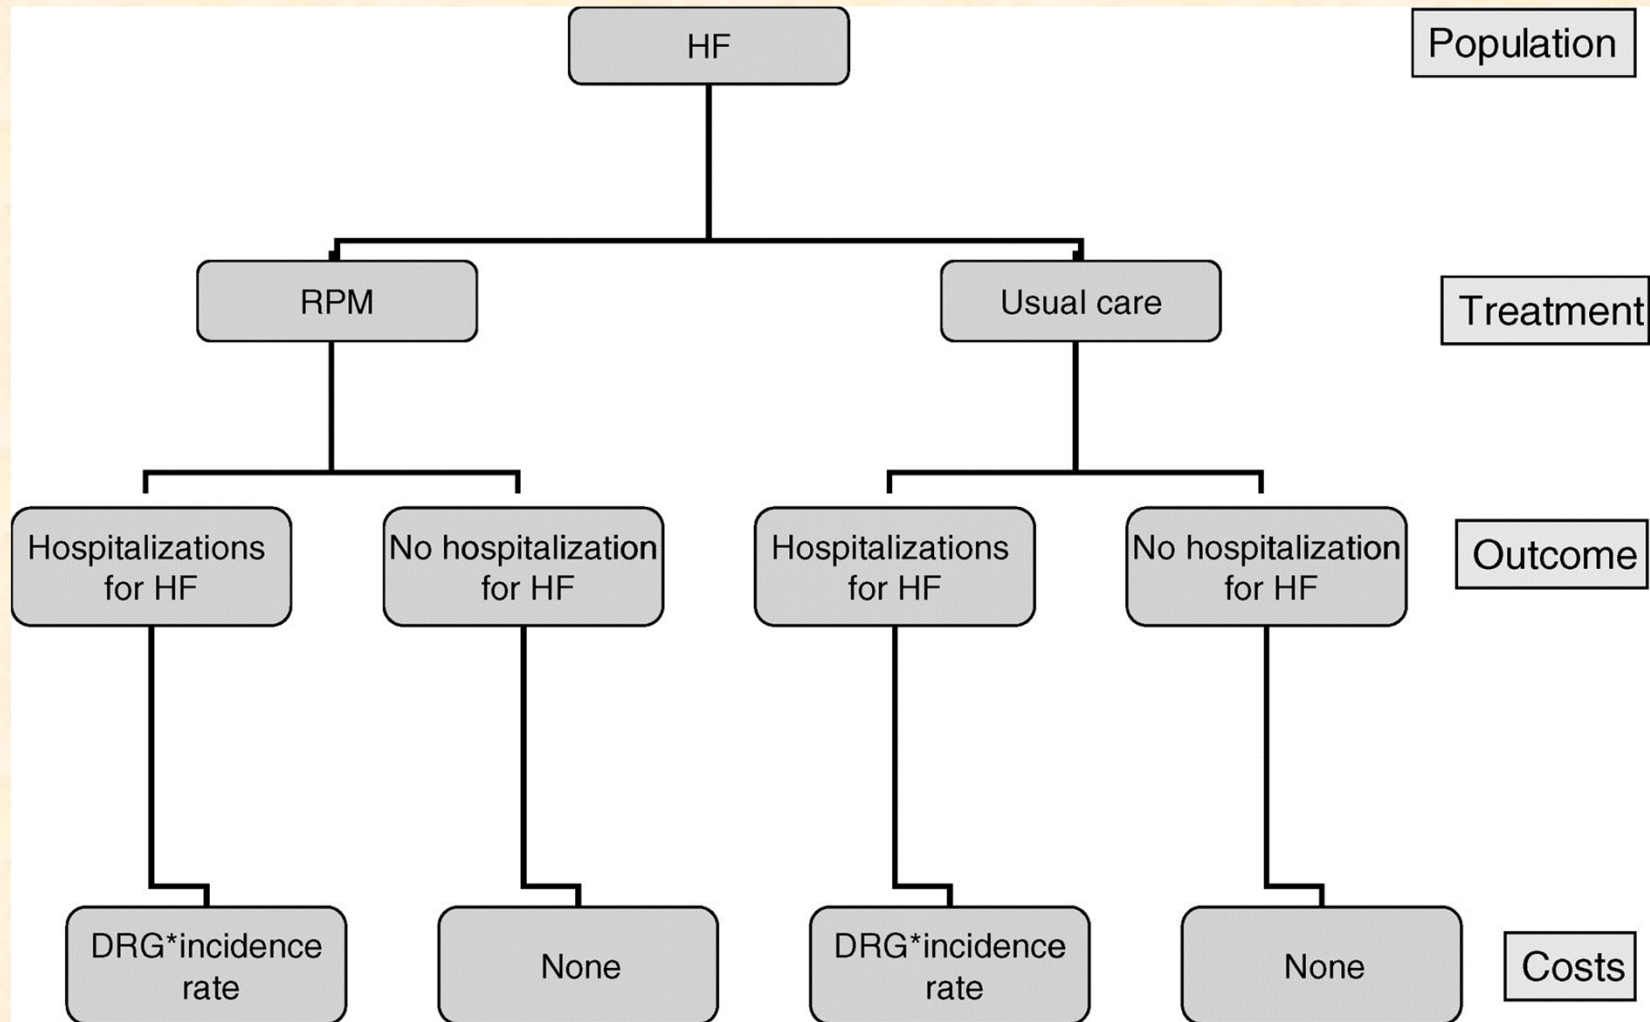 HF
Population
RPM
Usual care
Treatment
Hospitalizations
for HF
No hospitalization
for HF
Hospitalizations
for HF
No hospitalization
for HF
Outcome
DRG*incidence
rate
None
DRG*incidence
rate
None
Costs